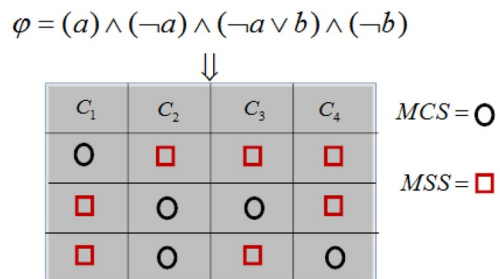 φ = (a) ∧ (¬a) ∧ (¬a ∨ b) ∧ (¬b)
⇓
C₁ C₂ C₃ C₄
MCS = O
MSS = □